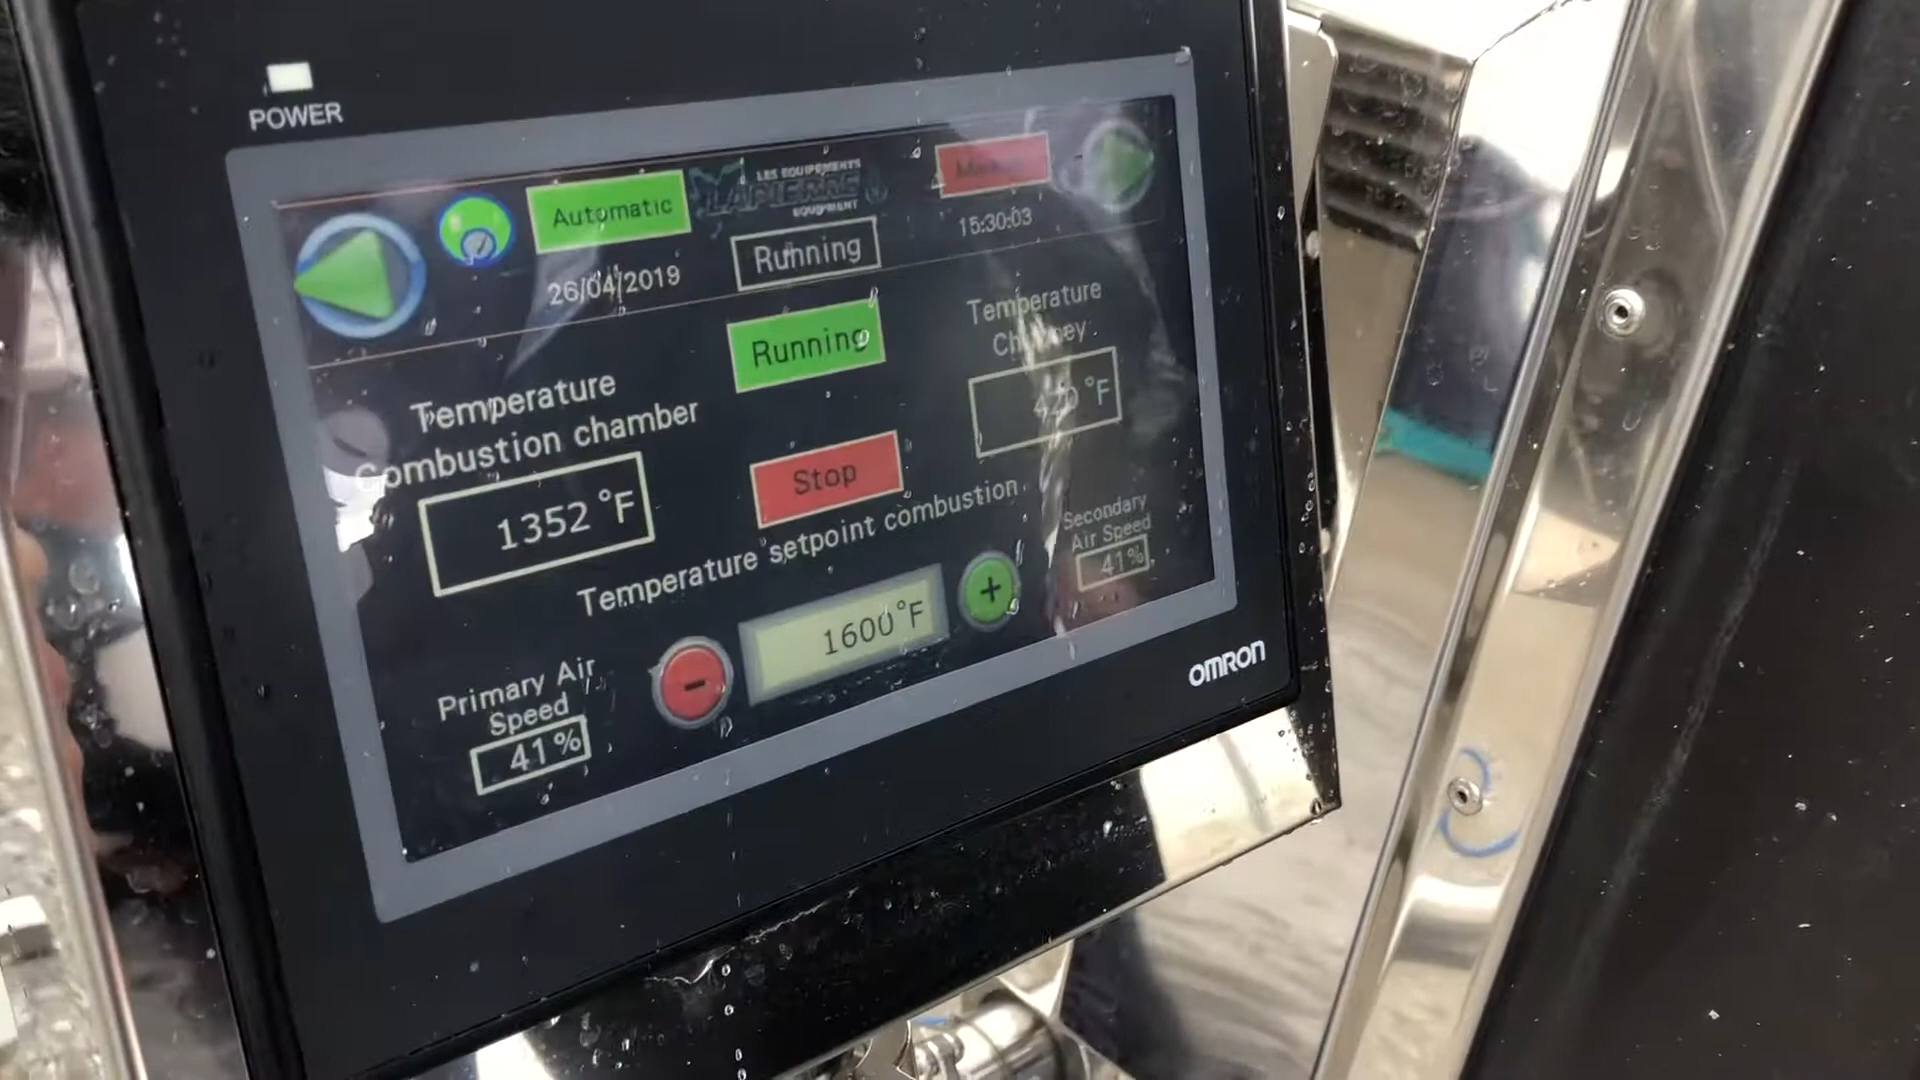 POWER
Automatic
LES EQUIPEMENTS
LAPIERRE
EQUIPMENT
26/04/2019
Running
15:30:03
Running
Temperature
Combustion chamber
1352 °F
Temperature
Chimney
°F
Stop
Temperature setpoint combustion
1600°F
+
-
Secondary
Air Speed
41%
Primary Air
Speed
41%
OMRON